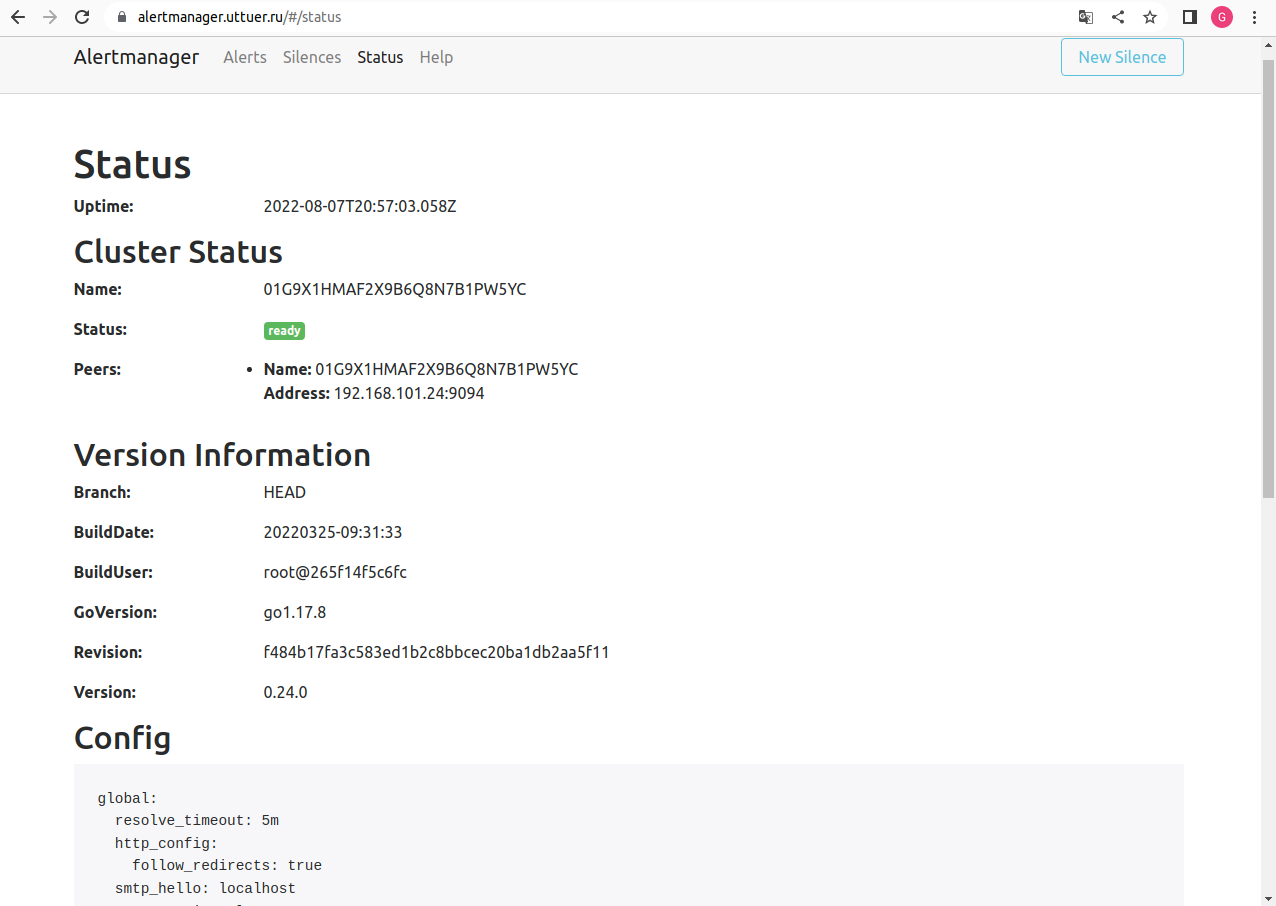 alertmanager.uttuer.ru/#/status
G
Alertmanager Alerts Silences Status Help New Silence
Status
Uptime: 2022-08-07T20:57:03.058Z
Cluster Status
Name: 01G9X1HMAF2X9B6Q8N7B1PW5YC
Status: ready
Peers: • Name: 01G9X1HMAF2X9B6Q8N7B1PW5YC
Address: 192.168.101.24:9094
Version Information
Branch: HEAD
BuildDate: 20220325-09:31:33
BuildUser: root@265f14f5c6fc
GoVersion: go1.17.8
Revision: f484b17fa3c583ed1b2c8bbcec20ba1db2aa5f11
Version: 0.24.0
Config
global:
  resolve_timeout: 5m
  http_config:
    follow_redirects: true
  smtp_hello: localhost